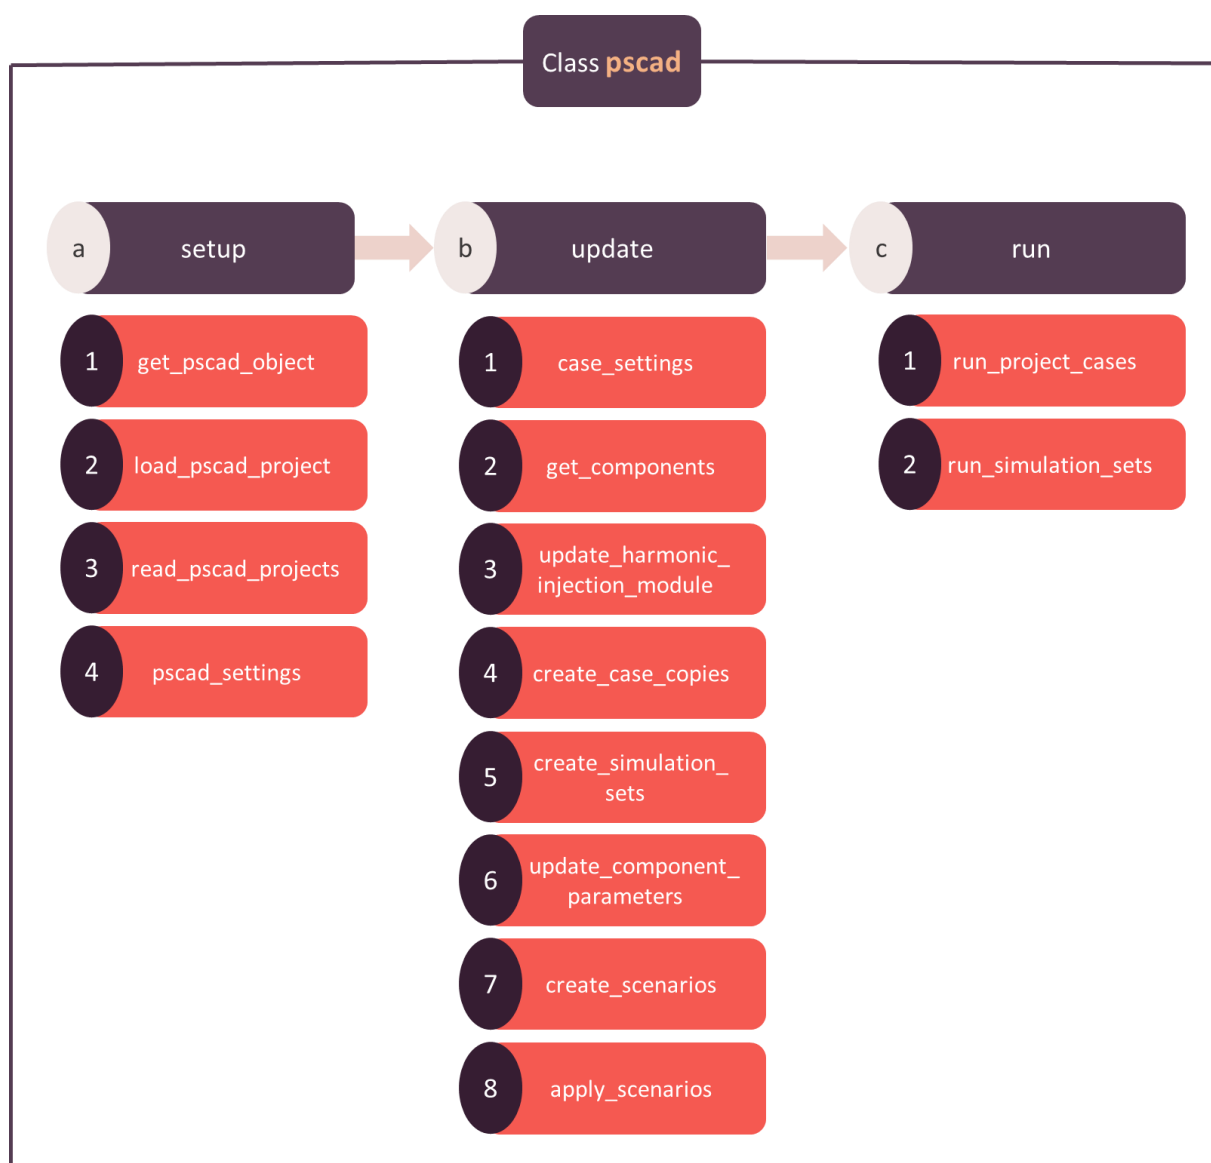 Class pscad
a
setup
1
get_pscad_object
2
load_pscad_project
3
read_pscad_projects
4
pscad_settings
b
update
1
case_settings
2
get_components
3
update_harmonic_
injection_module
4
create_case_copies
5
create_simulation_
sets
6
update_component_
parameters
7
create_scenarios
8
apply_scenarios
c
run
1
run_project_cases
2
run_simulation_sets